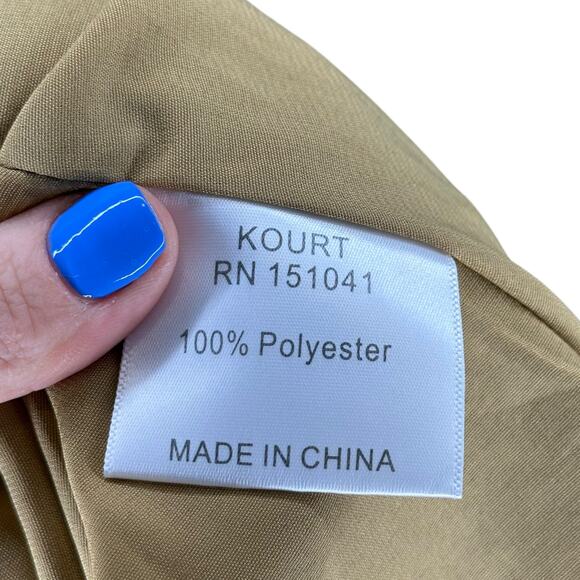 KOURT
RN 151041
100% Polyester
MADE IN CHINA